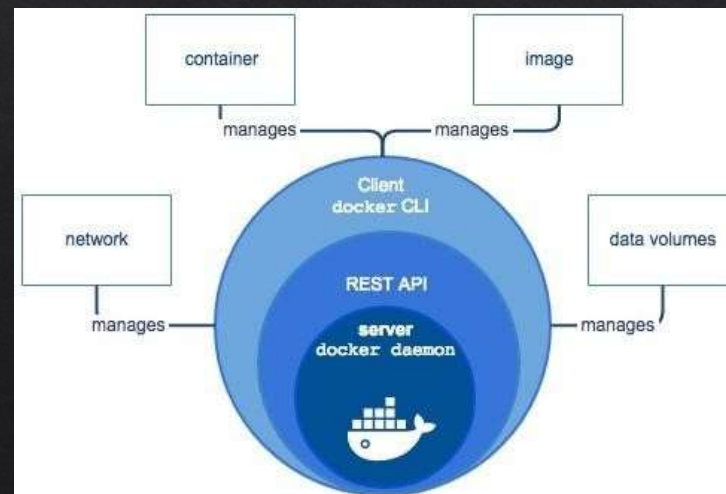 container
image
manages
manages
Client
docker CLI
network
data volumes
REST API
manages
server
docker daemon
manages